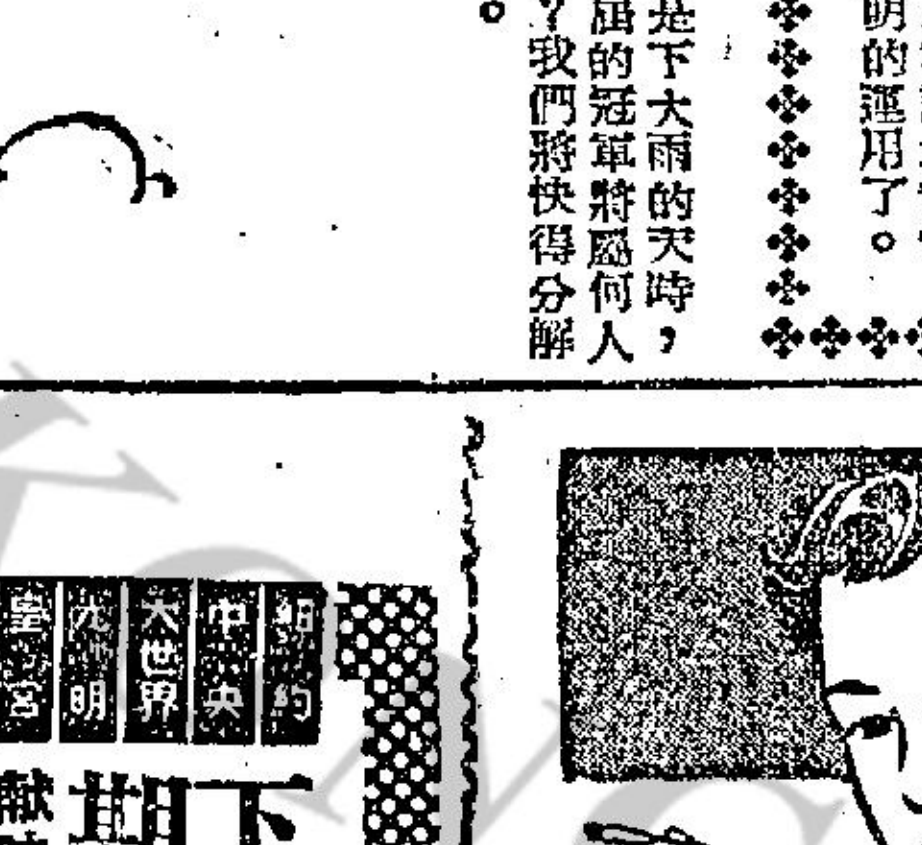 明的運用了。
是下大雨的天時，
屆的冠軍將屬何人
？我們將快得分解
。
紐約
中央
大世界
光明
皇宮
下期
献